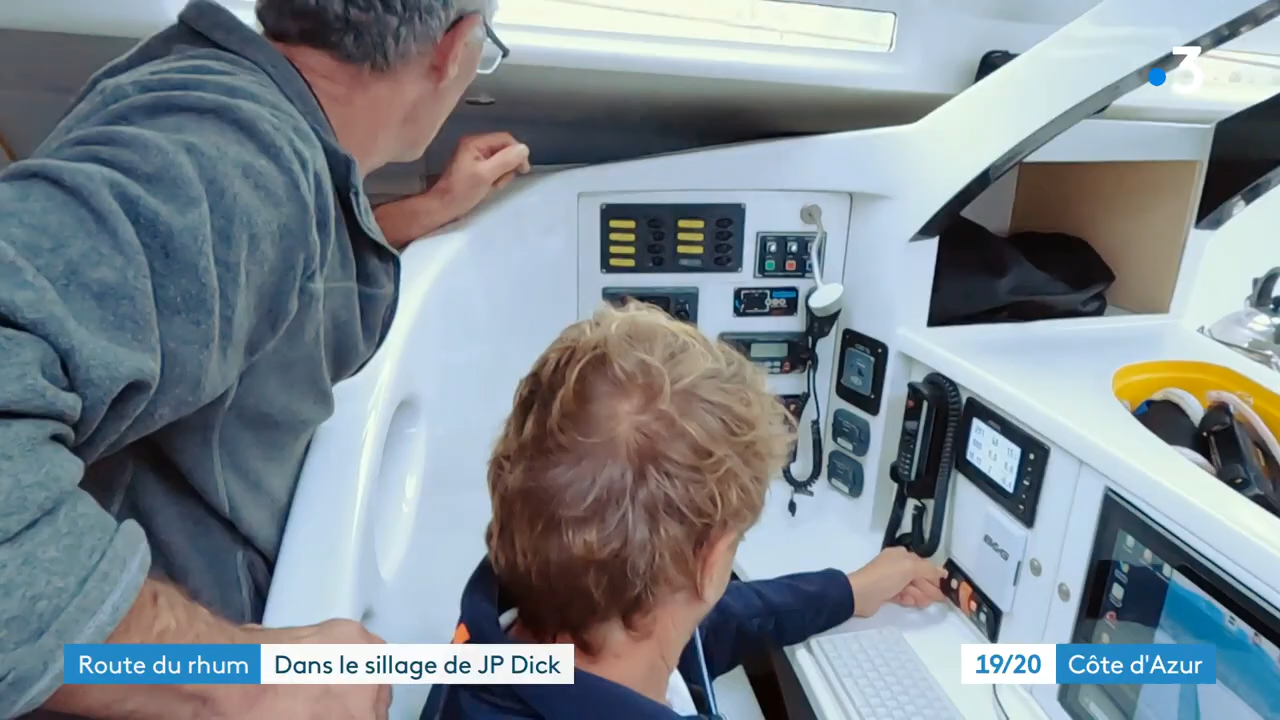 3
Route du rhum
Dans le sillage de JP Dick
19/20
Côte d'Azur
B&G